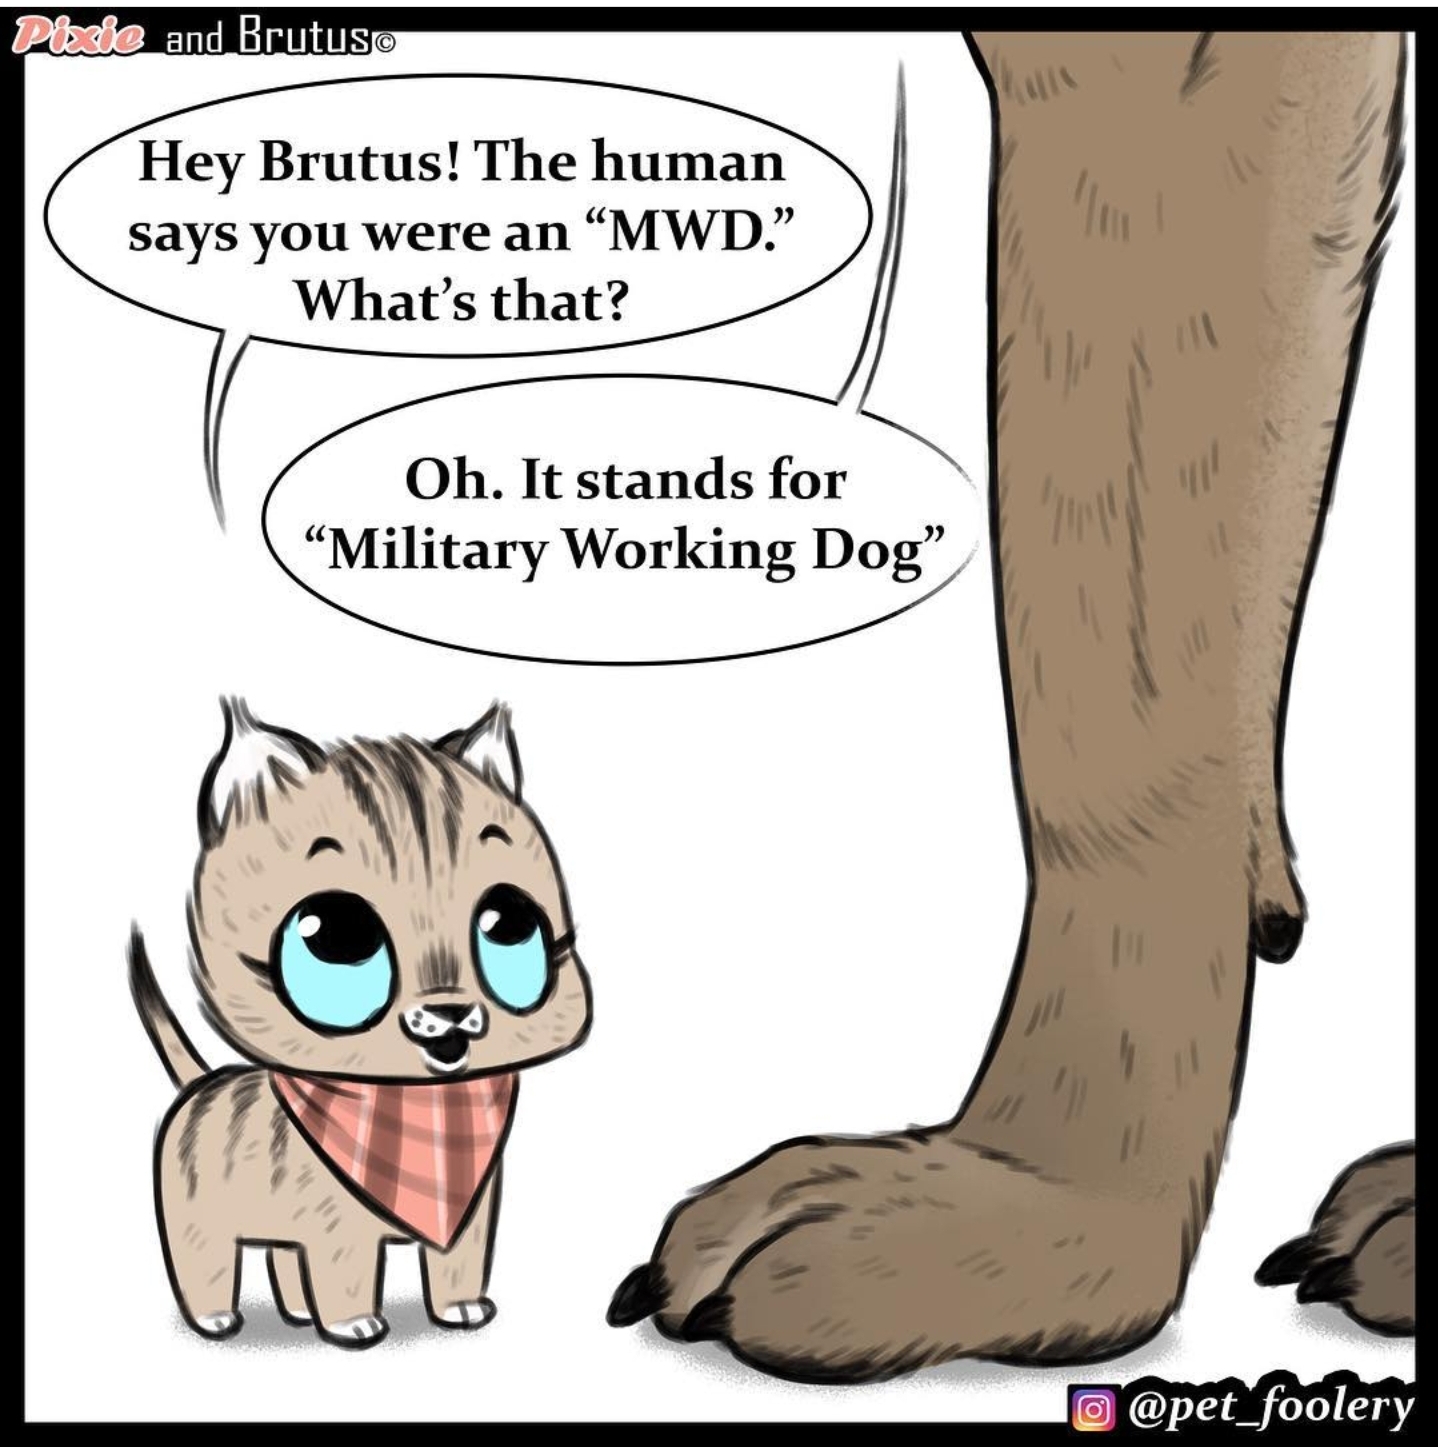 Pixie and Brutus©
Hey Brutus! The human
says you were an “MWD.”
What’s that?
Oh. It stands for
“Military Working Dog”
@pet_foolery